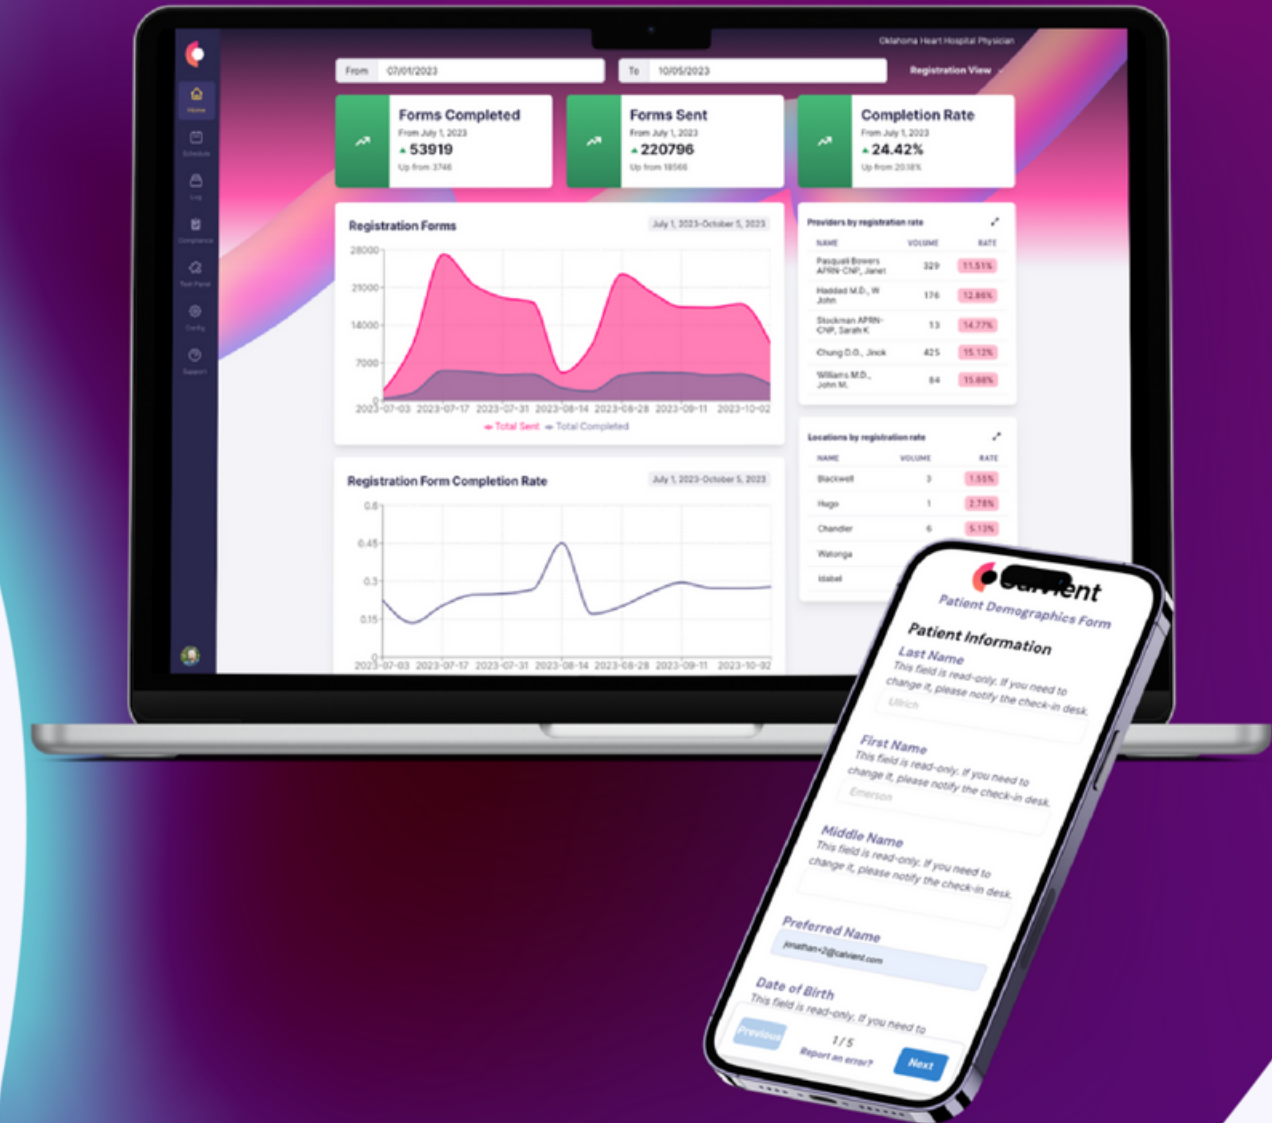 Oklahoma Heart Hospital Physician
From 07/01/2023
To 10/05/2023
Registration View
Home
Schedule
Log
Compliance
Test Panel
Config
Support
Forms Completed
From July 1, 2023
53919
Up from 3746
Forms Sent
From July 1, 2023
220796
Up from 18566
Completion Rate
From July 1, 2023
24.42%
Up from 20.18%
Registration Forms
July 1, 2023-October 5, 2023
28000
21000
14000
7000
0
2023-07-03 2023-07-17 2023-07-31 2023-08-14 2023-08-28 2023-09-11 2023-10-02
Total Sent Total Completed
Providers by registration rate
NAME VOLUME RATE
Pasquali Bowers
APRN-CNP, Janet 329 11.51%
Haddad M.D., W
John 176 12.86%
Stockman APRN-
CNP, Sarah K 13 14.77%
Chung D.O., Jinok 425 15.12%
Williams M.D.,
John M. 84 15.88%
Registration Form Completion Rate
July 1, 2023-October 5, 2023
0.6
0.45
0.3
0.15
0
2023-07-03 2023-07-17 2023-07-31 2023-08-14 2023-08-28 2023-09-11 2023-10-02
Locations by registration rate
NAME VOLUME RATE
Blackwell 3 1.55%
Hugo 1 2.78%
Chandler 6 5.13%
Watonga
Idabel
Calvient
Patient Demographics Form
Patient Information
Last Name
This field is read-only. If you need to
change it, please notify the check-in desk.
Ullrich
First Name
This field is read-only. If you need to
change it, please notify the check-in desk.
Emerson
Middle Name
This field is read-only. If you need to
change it, please notify the check-in desk.
Preferred Name
jonathan+2@calvient.com
Date of Birth
This field is read-only. If you need to
Previous
1 / 5
Report an error?
Next